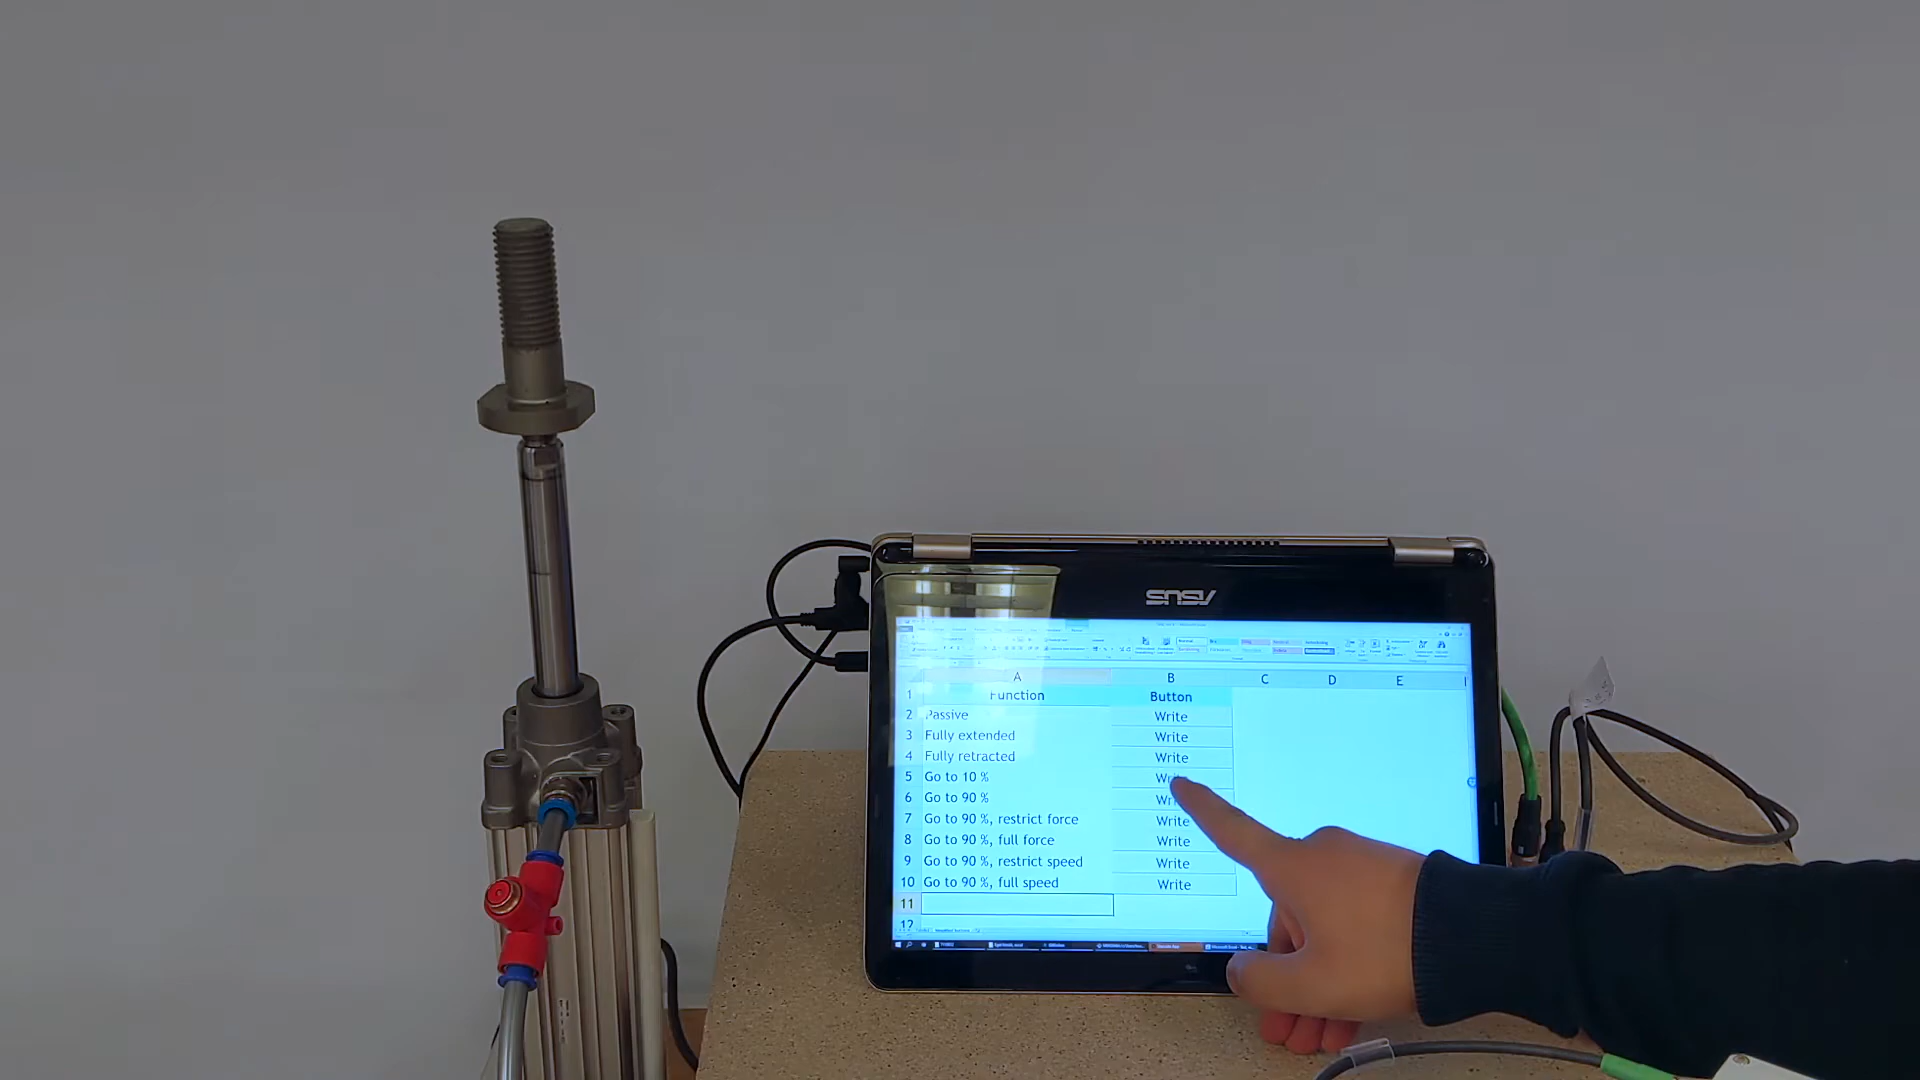 ASUS
A B C D E
1 Function Button
2 Passive Write
3 Fully extended Write
4 Fully retracted Write
5 Go to 10 % Write
6 Go to 90 % Write
7 Go to 90 %, restrict force Write
8 Go to 90 %, full force Write
9 Go to 90 %, restrict speed Write
10 Go to 90 %, full speed Write
11
12